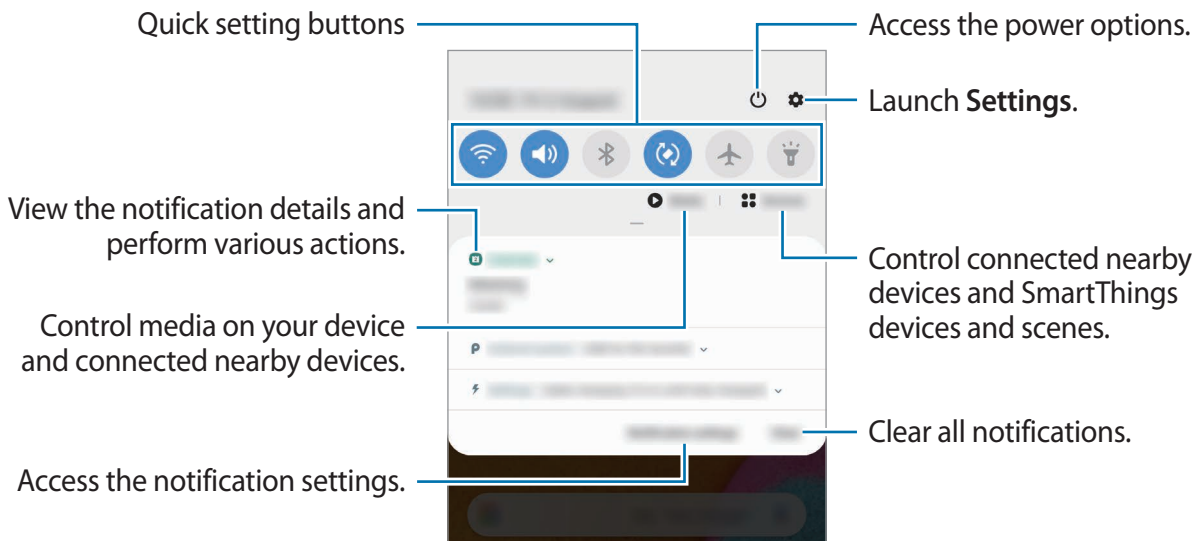 Quick setting buttons
Access the power options.
Launch Settings.
View the notification details and
perform various actions.
Control connected nearby
devices and SmartThings
devices and scenes.
Control media on your device
and connected nearby devices.
Clear all notifications.
Access the notification settings.